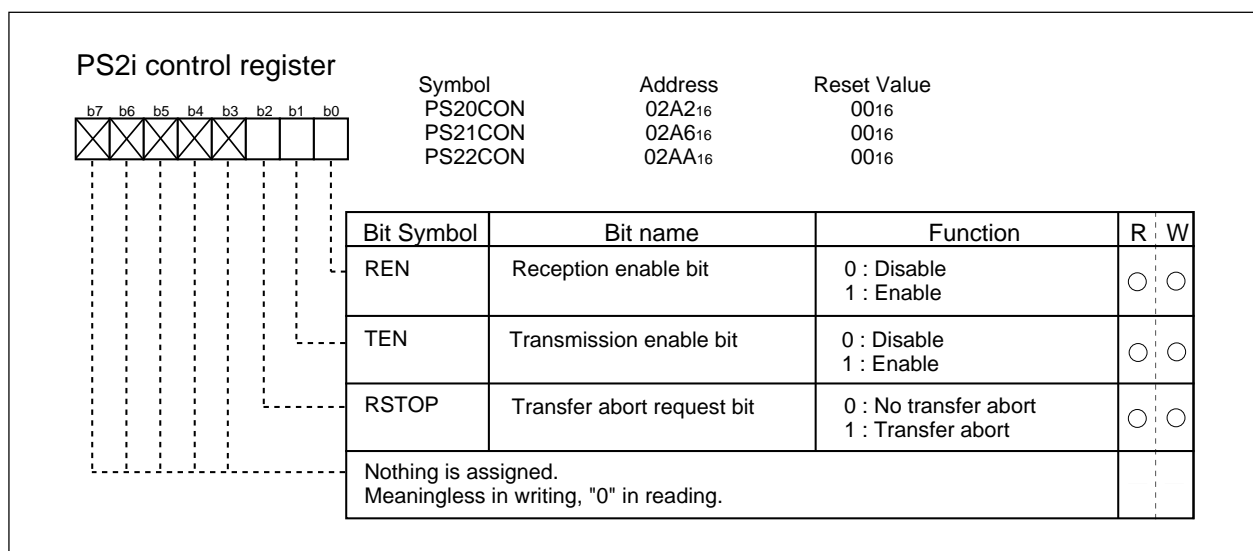 PS2i control register
Symbol Address Reset Value
PS20CON 02A216 0016
PS21CON 02A616 0016
PS22CON 02AA16 0016
b7 b6 b5 b4 b3 b2 b1 b0
Bit Symbol Bit name Function R W
REN Reception enable bit 0 : Disable
1 : Enable
TEN Transmission enable bit 0 : Disable
1 : Enable
RSTOP Transfer abort request bit 0 : No transfer abort
1 : Transfer abort
Nothing is assigned.
Meaningless in writing, "0" in reading.